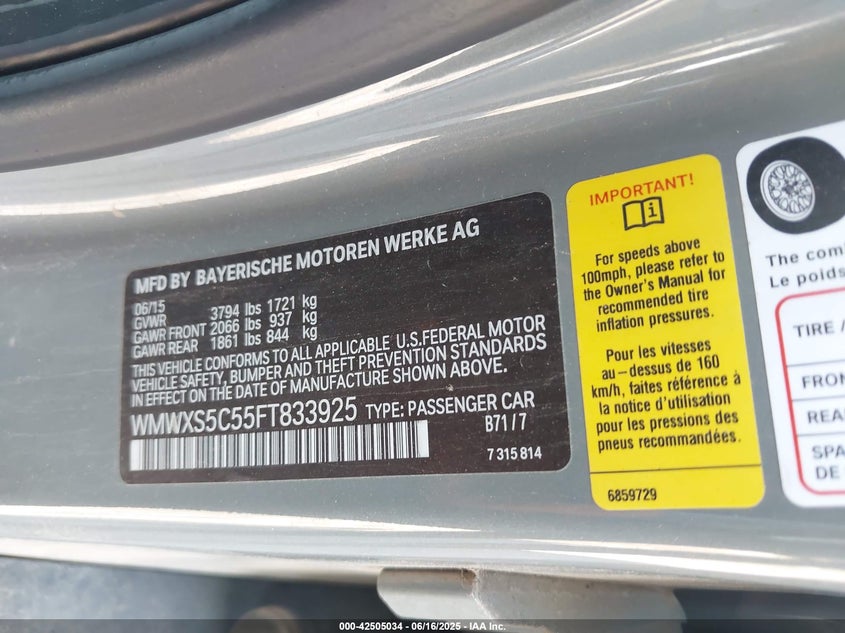 MFD BY BAYERISCHE MOTOREN WERKE AG
06/15
GVWR 3794 lbs 1721 kg
GAWR FRONT 2066 lbs 937 kg
GAWR REAR 1861 lbs 844 kg
THIS VEHICLE CONFORMS TO ALL APPLICABLE U.S.FEDERAL MOTOR
VEHICLE SAFETY, BUMPER AND THEFT PREVENTION STANDARDS
IN EFFECT ON THE DATE OF MANUFACTURE SHOWN ABOVE.
WMWXS5C55FT833925 TYPE: PASSENGER CAR
B71/7
7 315 814
IMPORTANT!
For speeds above
100mph, please refer to
the Owner's Manual for
recommended tire
inflation pressures.
Pour les vitesses
au-dessus de 160
km/h, faites référence à
la notice d'utilisation
pour les pressions des
pneus recommandées.
6859729
The com
Le poids
TIRE /
FRON
REA
SPA
DE
000-42505034 - 06/16/2025 - IAA Inc.